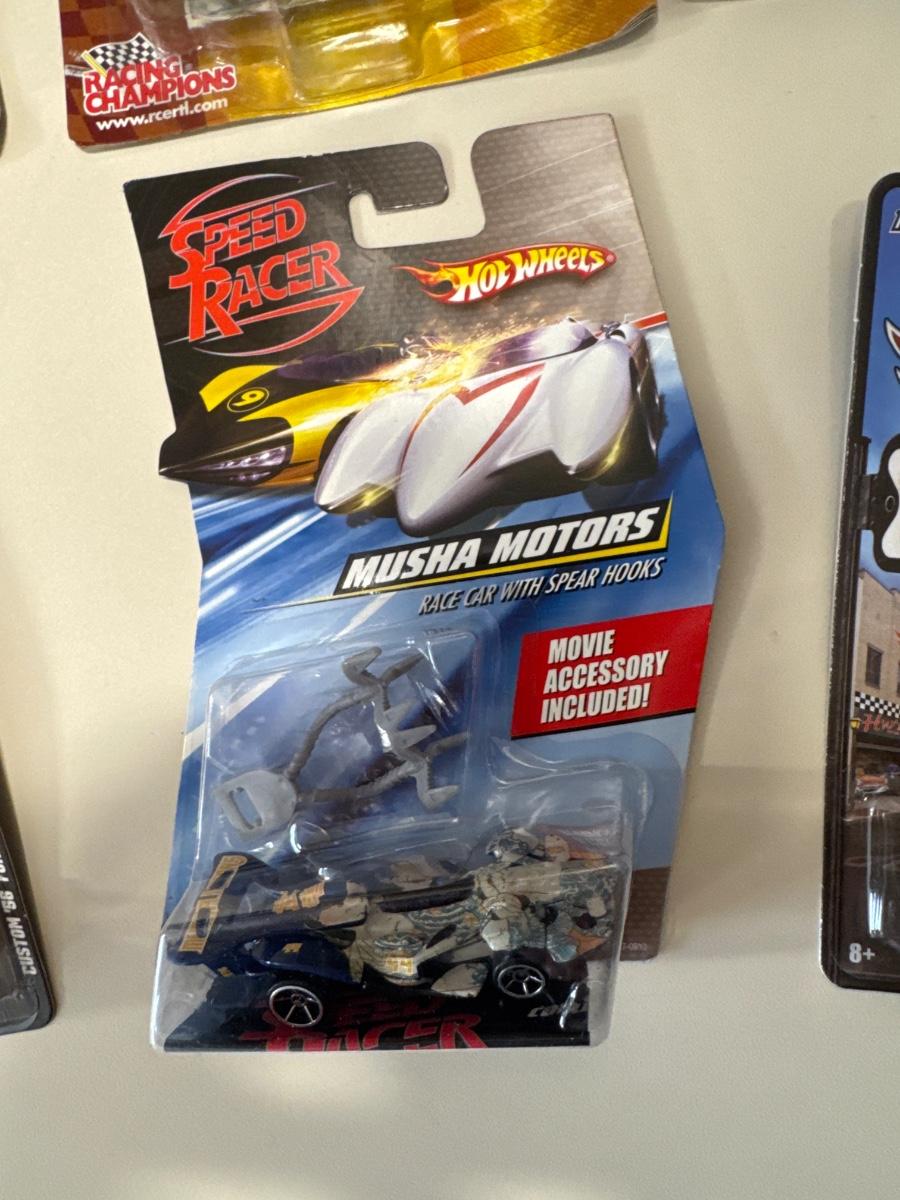 RACING
CHAMPIONS
www.rcertl.com
SPEED
RACER
HOT WHEELS
9
MUSHA MOTORS
RACE CAR WITH SPEAR HOOKS
MOVIE
ACCESSORY
INCLUDED!
RACER
8+